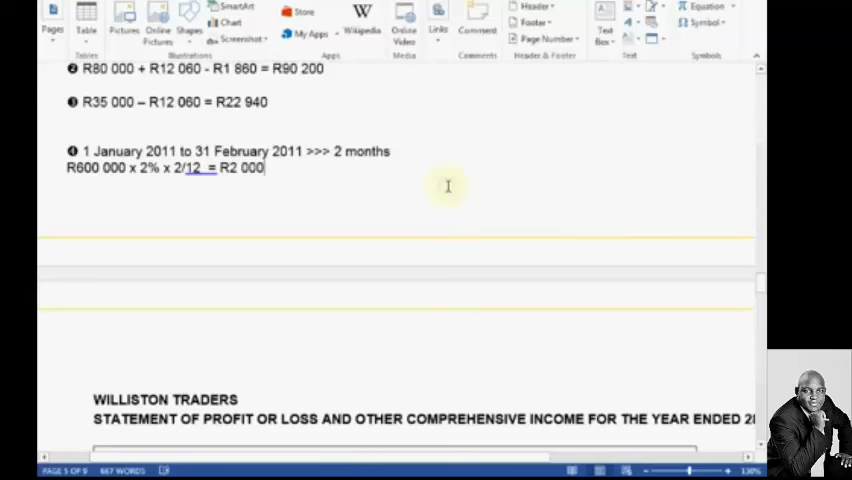 SmartArt
Chart
Screenshot
Pages
Table
Pictures
Online
Pictures
Shapes
Store
My Apps
Wikipedia
Online
Video
Links
Comment
Header
Footer
Page Number
Text
Box
Equation
Symbol
Tables
Illustrations
Apps
Media
Comments
Header & Footer
Text
Symbols
❷ R80 000 + R12 060 - R1 860 = R90 200
❸ R35 000 – R12 060 = R22 940
❹ 1 January 2011 to 31 February 2011 >>> 2 months
R600 000 x 2% x 2/12 = R2 000
WILLISTON TRADERS
STATEMENT OF PROFIT OR LOSS AND OTHER COMPREHENSIVE INCOME FOR THE YEAR ENDED
PAGE 5 OF 9 667 WORDS
130%